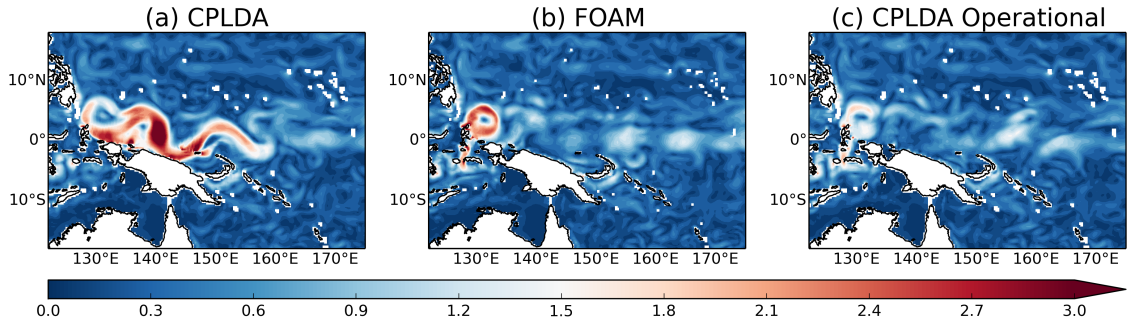 (a) CPLDA (b) FOAM (c) CPLDA Operational
10°N 10°N 10°N
0° 0° 0°
10°S 10°S 10°S
130°E 140°E 150°E 160°E 170°E 130°E 140°E 150°E 160°E 170°E 130°E 140°E 150°E 160°E 170°E
0.0 0.3 0.6 0.9 1.2 1.5 1.8 2.1 2.4 2.7 3.0